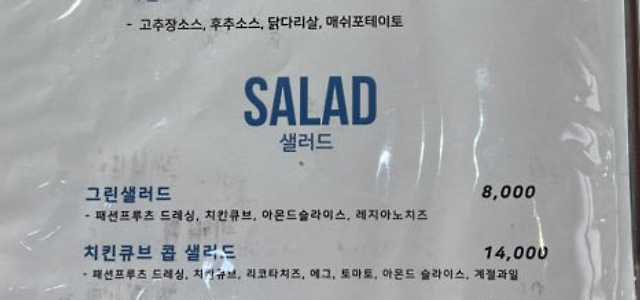 - 고추장소스, 후추소스, 닭다리살, 매쉬포테이토
SALAD
샐러드
그린샐러드 8,000
- 패션프루츠 드레싱, 치킨큐브, 아몬드슬라이스, 레지아노치즈
치킨큐브 콥 샐러드 14,000
- 패션프루츠 드레싱, 치킨큐브, 리코타치즈, 에그, 토마토, 아몬드 슬라이스, 계절과일